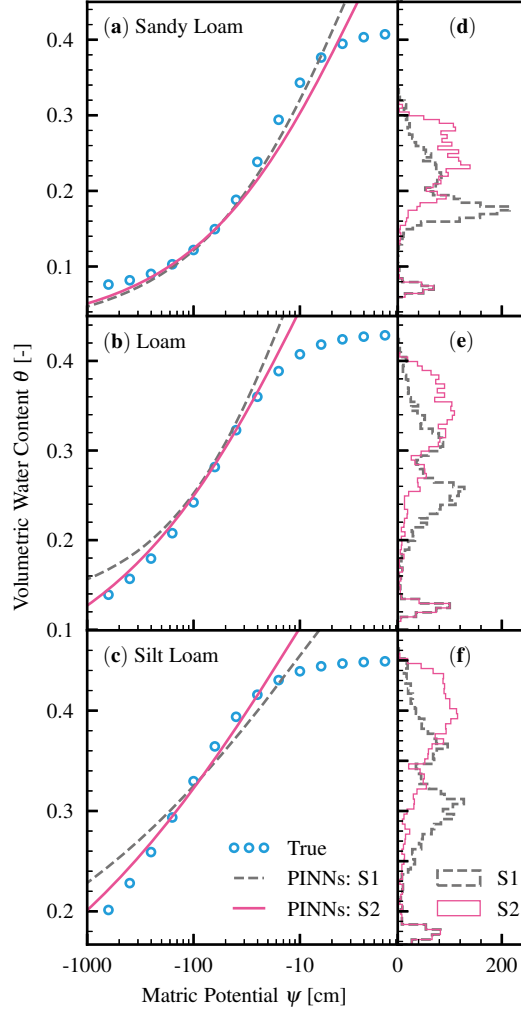 (a) Sandy Loam
(d)
0.4
0.3
0.2
0.1
(b) Loam
(e)
0.4
0.3
0.2
0.1
(c) Silt Loam
(f)
0.4
0.3
0.2
Volumetric Water Content θ [-]
True
PINNs: S1
PINNs: S2
S1
S2
-1000
-100
-10
0
200
Matric Potential ψ [cm]